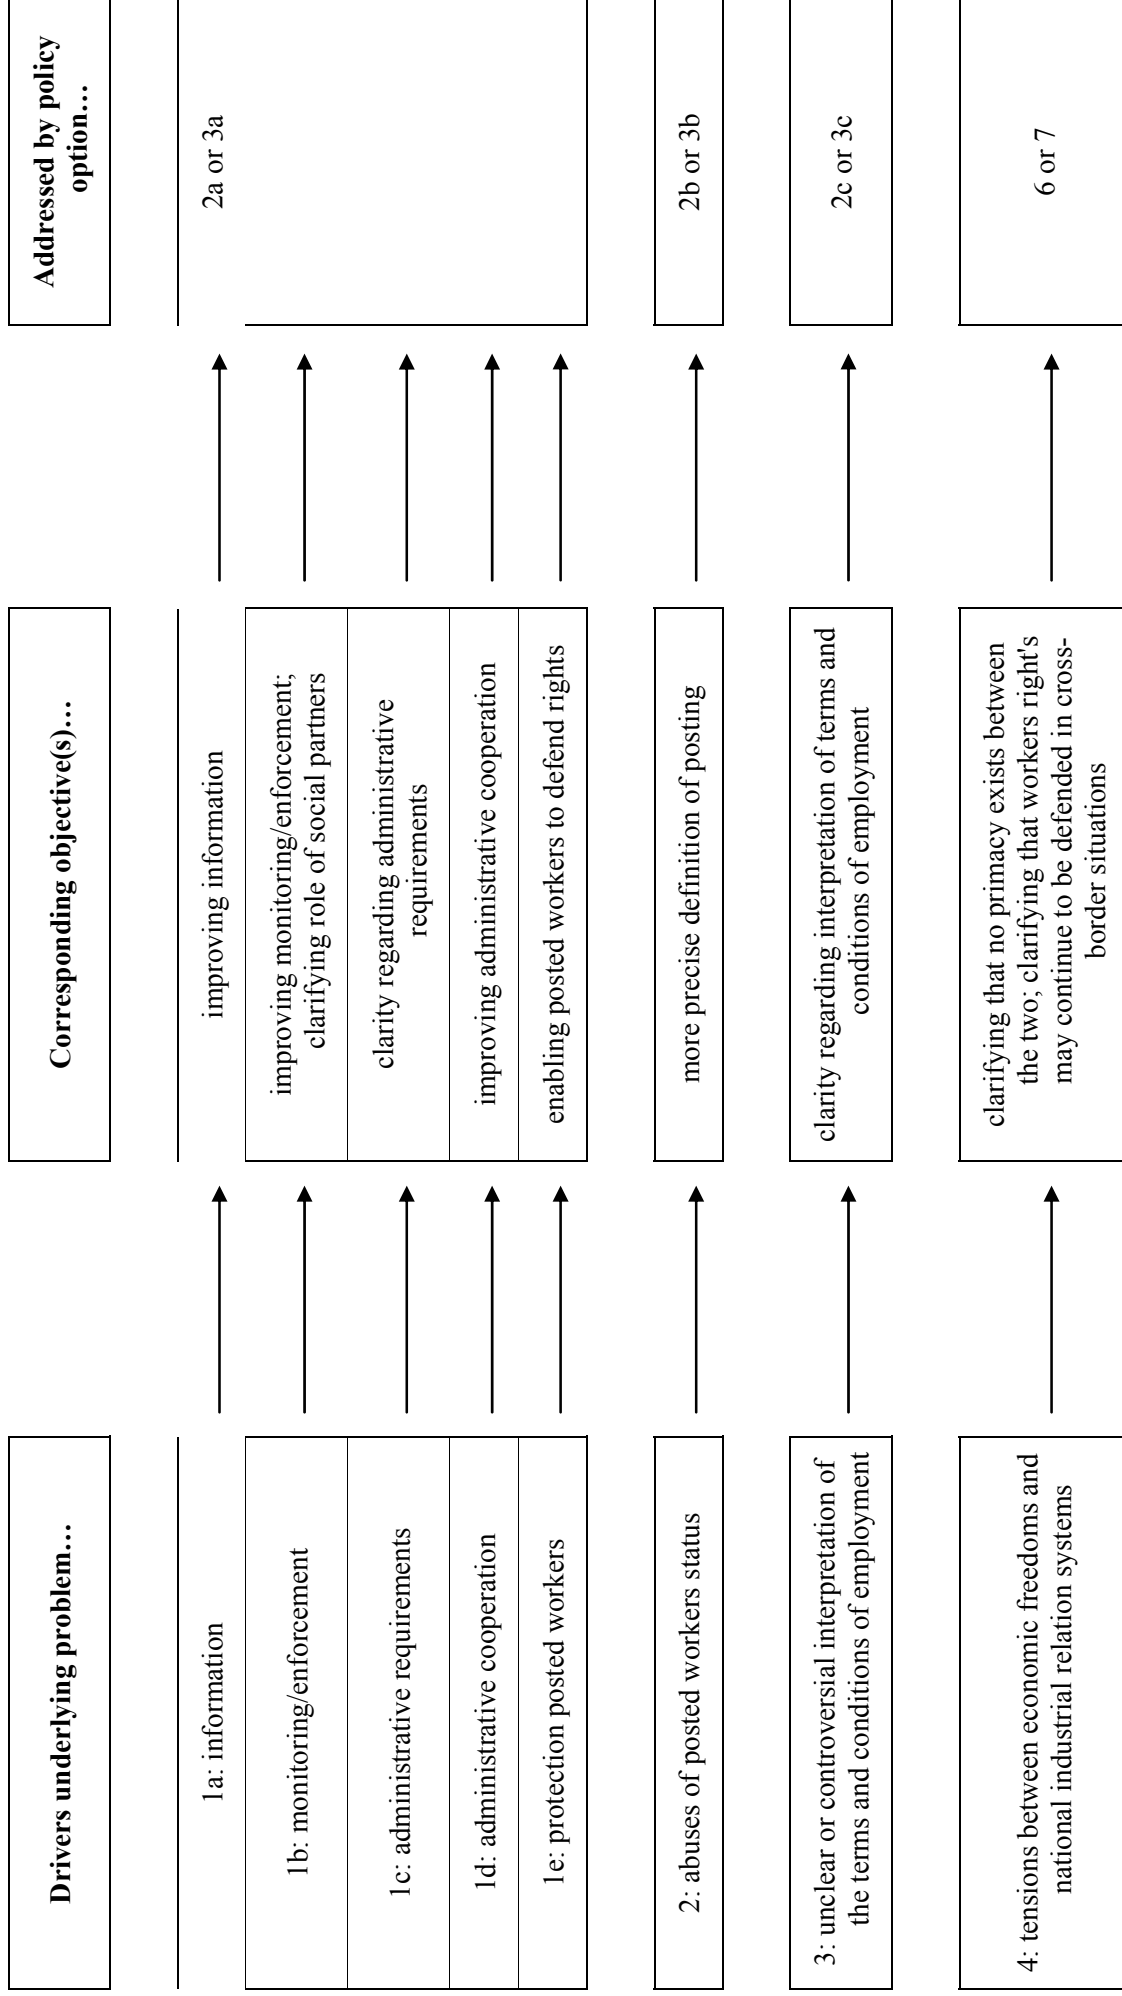 Drivers underlying problem…
Corresponding objective(s)…
Addressed by policy
option…
1a: information
improving information
2a or 3a
1b: monitoring/enforcement
improving monitoring/enforcement;
clarifying role of social partners
1c: administrative requirements
clarity regarding administrative
requirements
1d: administrative cooperation
improving administrative cooperation
1e: protection posted workers
enabling posted workers to defend rights
2: abuses of posted workers status
more precise definition of posting
2b or 3b
3: unclear or controversial interpretation of
the terms and conditions of employment
clarity regarding interpretation of terms and
conditions of employment
2c or 3c
4: tensions between economic freedoms and
national industrial relation systems
clarifying that no primacy exists between
the two; clarifying that workers right's
may continue to be defended in cross-
border situations
6 or 7